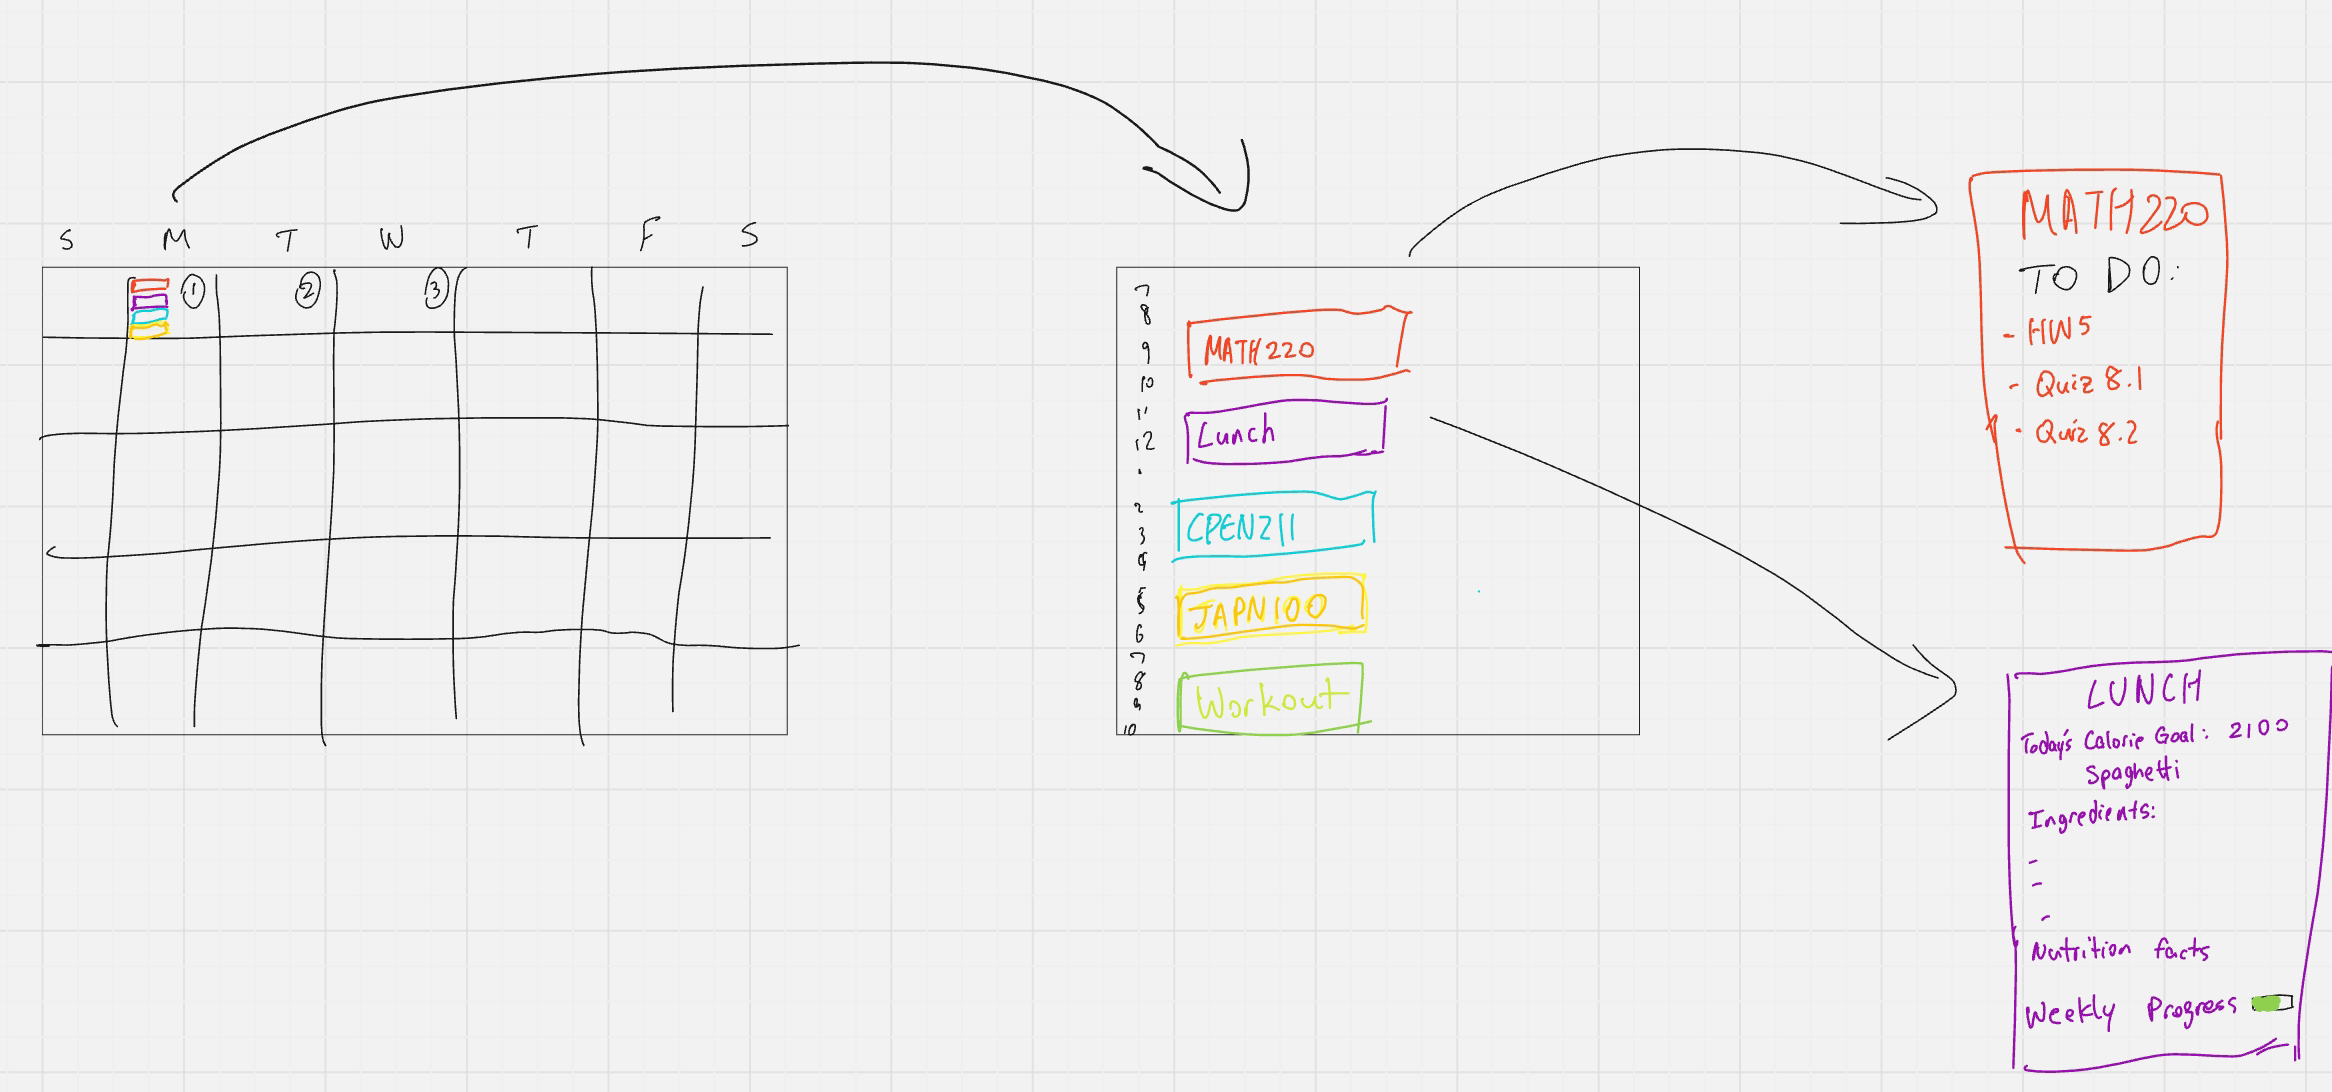 S M T W T F S
1 2 3
7
8
9
10
11
12
2
3
4
5
6
7
8
9
10
MATH220
Lunch
CPEN211
JAPN100
Workout
MATH220
TO DO:
- HW5
- Quiz 8.1
- Quiz 8.2
LUNCH
Today's Calorie Goal: 2100
Spaghetti
Ingredients:
-
-
-
Nutrition facts
Weekly Progress